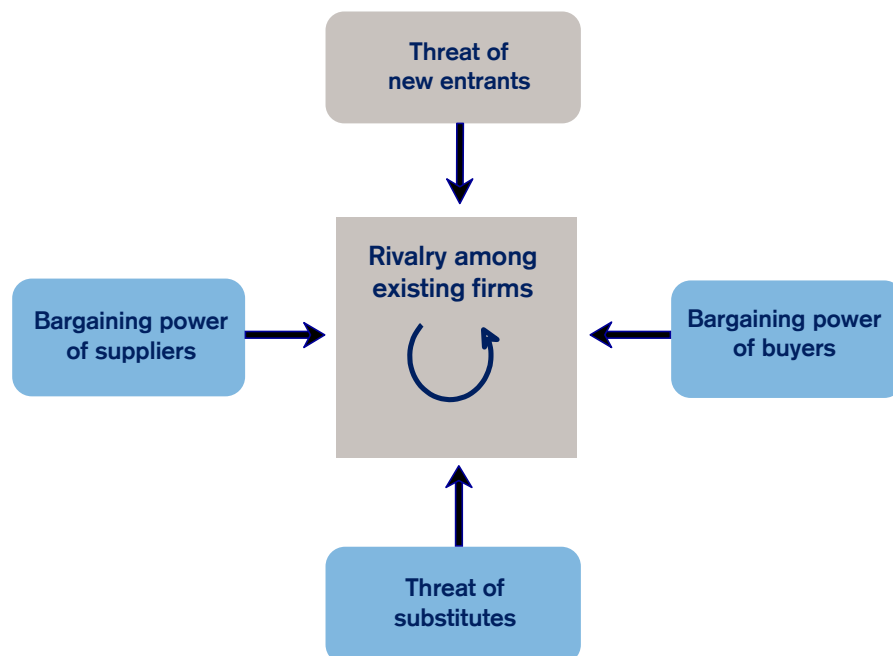 Threat of
new entrants
Rivalry among
existing firms
Bargaining power
of suppliers
Bargaining power
of buyers
Threat of
substitutes